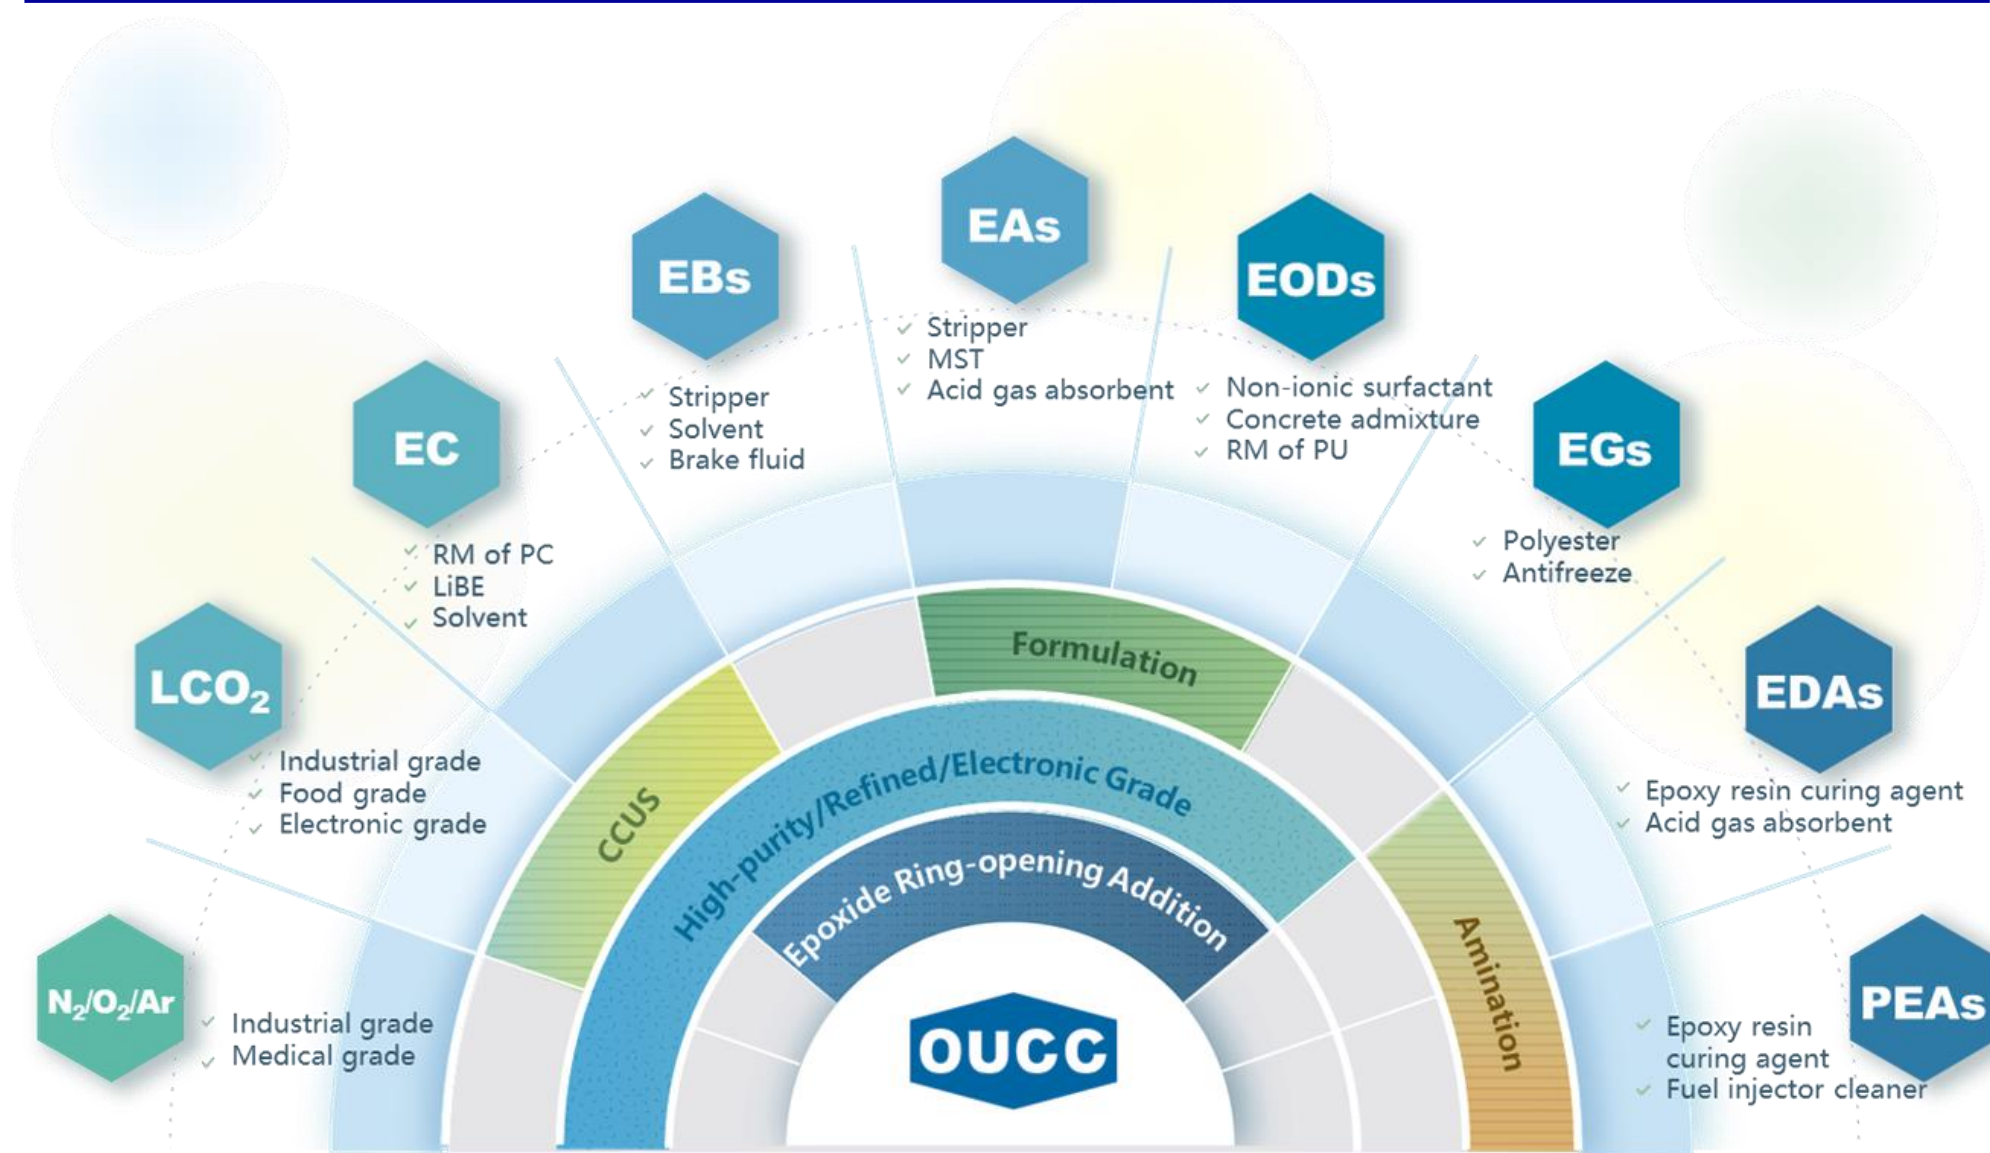 N₂/O₂/Ar
Industrial grade
Medical grade
LCO₂
Industrial grade
Food grade
Electronic grade
EC
RM of PC
LiBE
Solvent
EBs
Stripper
Solvent
Brake fluid
EAs
Stripper
MST
Acid gas absorbent
EODs
Non-ionic surfactant
Concrete admixture
RM of PU
EGs
Polyester
Antifreeze
EDAs
Epoxy resin curing agent
Acid gas absorbent
PEAs
Epoxy resin
curing agent
Fuel injector cleaner
CCUS
Formulation
Amination
High-purity/Refined/Electronic Grade
Epoxide Ring-opening Addition
OUCC